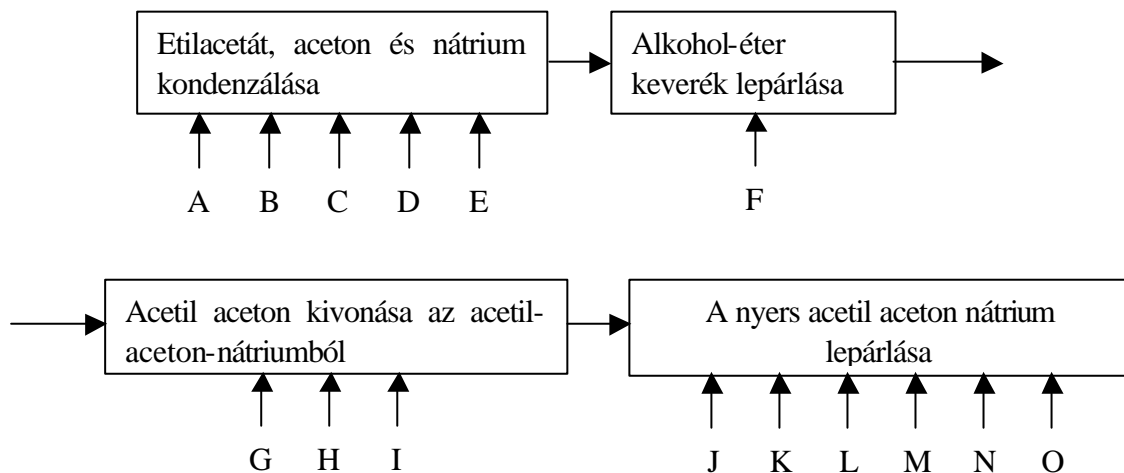 Etilacetát, aceton és nátrium
kondenzálása
Alkohol-éter
keverék lepárlása
A B C D E
F
Acetil aceton kivonása az acetil-
aceton-nátriumból
A nyers acetil aceton nátrium
lepárlása
G H I
J K L M N O